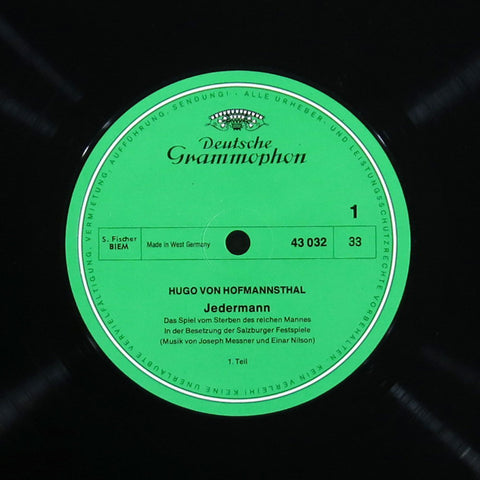 ALLE URHEBER- UND LEISTUNGSSCHUTZRECHTE VORBEHALTEN. KEIN VERLEIH! KEINE UNERLAUBTE VERVIELFÄLTIGUNG, VERMIETUNG, AUFFÜHRUNG, SENDUNG!
Deutsche
Grammophon
1
S. Fischer
BIEM
Made in West Germany
43 032
33
HUGO VON HOFMANNSTHAL
Jedermann
Das Spiel vom Sterben des reichen Mannes
In der Besetzung der Salzburger Festspiele
(Musik von Joseph Messner und Einar Nilson)
1. Teil